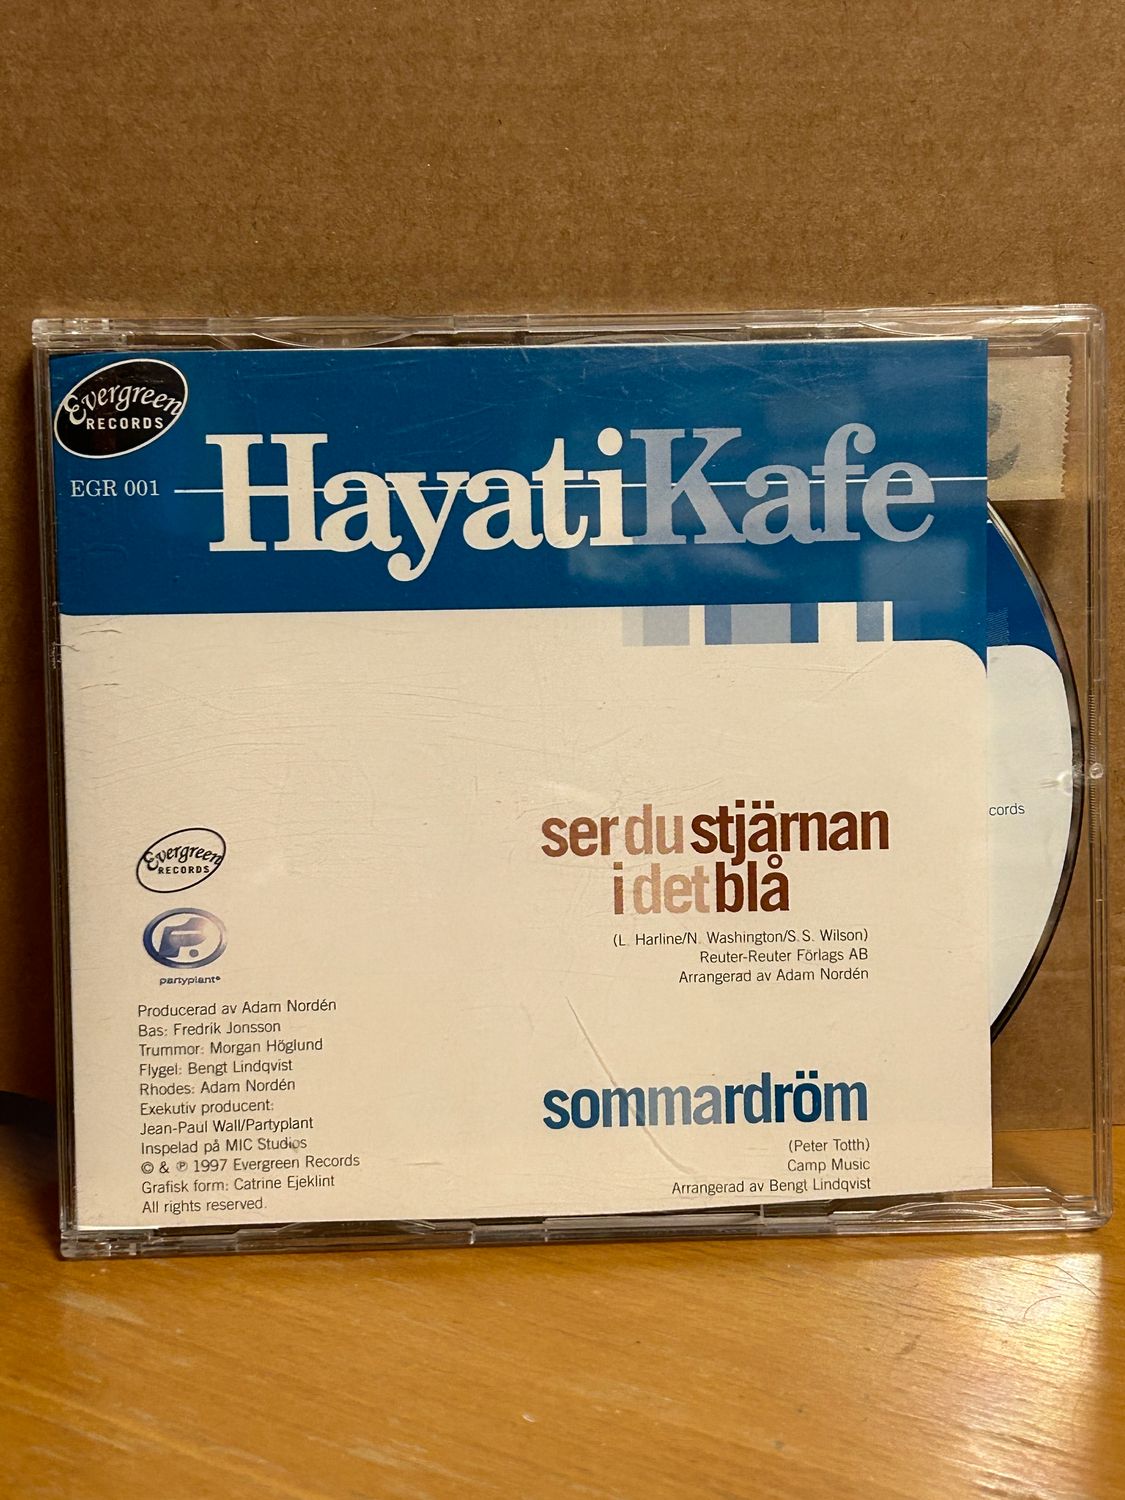 Evergreen
RECORDS
EGR 001
HayatiKafe
ser du stjärnan
i det blå
(L. Harline/N. Washington/S.S. Wilson)
Reuter-Reuter Förlags AB
Arrangerad av Adam Nordén
cords
Evergreen
RECORDS
P.
partyplant®
Producerad av Adam Nordén
Bas: Fredrik Jonsson
Trummor: Morgan Höglund
Flygel: Bengt Lindqvist
Rhodes: Adam Nordén
Exekutiv producent:
Jean-Paul Wall/Partyplant
Inspelad på MIC Studios
© & ℗ 1997 Evergreen Records
Grafisk form: Catrine Ejeklint
All rights reserved.
sommardröm
(Peter Totth)
Camp Music
Arrangerad av Bengt Lindqvist